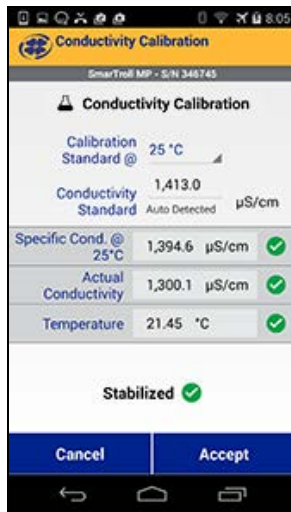 8:05
Conductivity Calibration
SmarTroll MP - S/N 346745
Conductivity Calibration
Calibration
Standard @
25 °C
1,413.0
Conductivity
Standard
Auto Detected
µS/cm
Specific Cond. @
25°C
1,394.6 µS/cm
Actual
Conductivity
1,300.1 µS/cm
Temperature
21.45 °C
Stabilized
Cancel
Accept